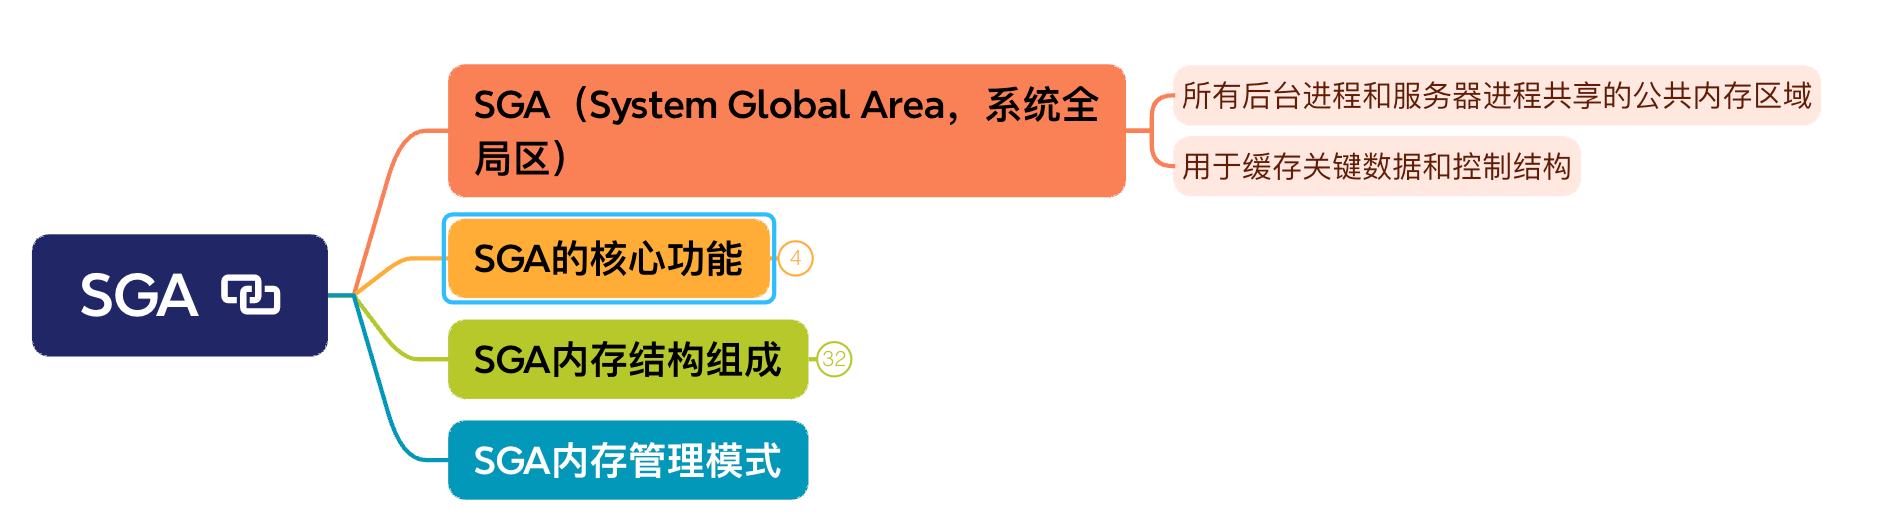 SGA
SGA（System Global Area，系统全
局区）
所有后台进程和服务器进程共享的公共内存区域
用于缓存关键数据和控制结构
SGA的核心功能
4
SGA内存结构组成
32
SGA内存管理模式